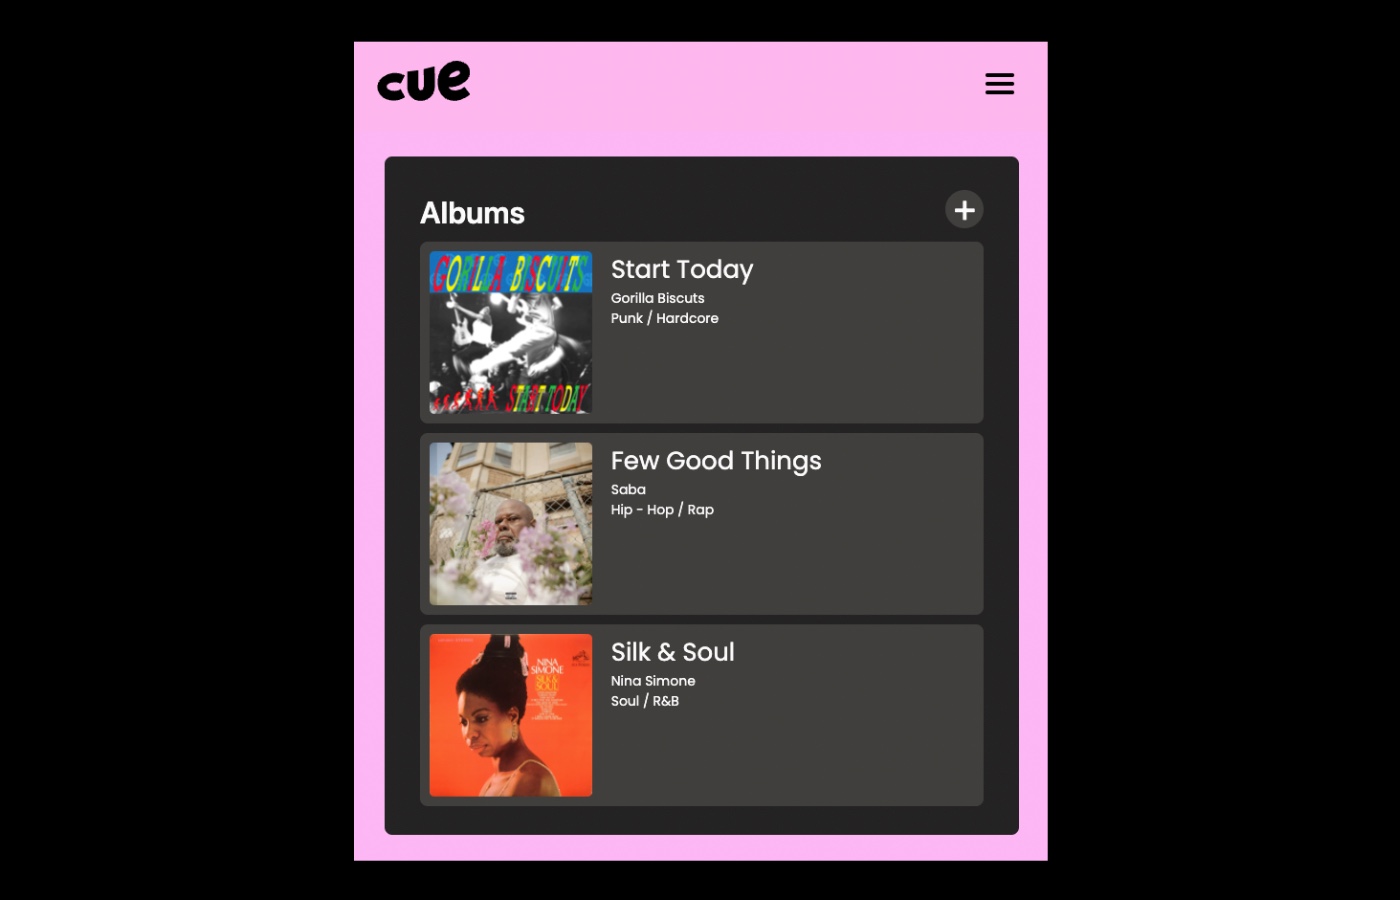 cue
Albums
GORILLA BISCUITS
START TODAY
Start Today
Gorilla Biscuts
Punk / Hardcore
Few Good Things
Saba
Hip - Hop / Rap
NINA
SIMONE
SILK &
SOUL
Silk & Soul
Nina Simone
Soul / R&B